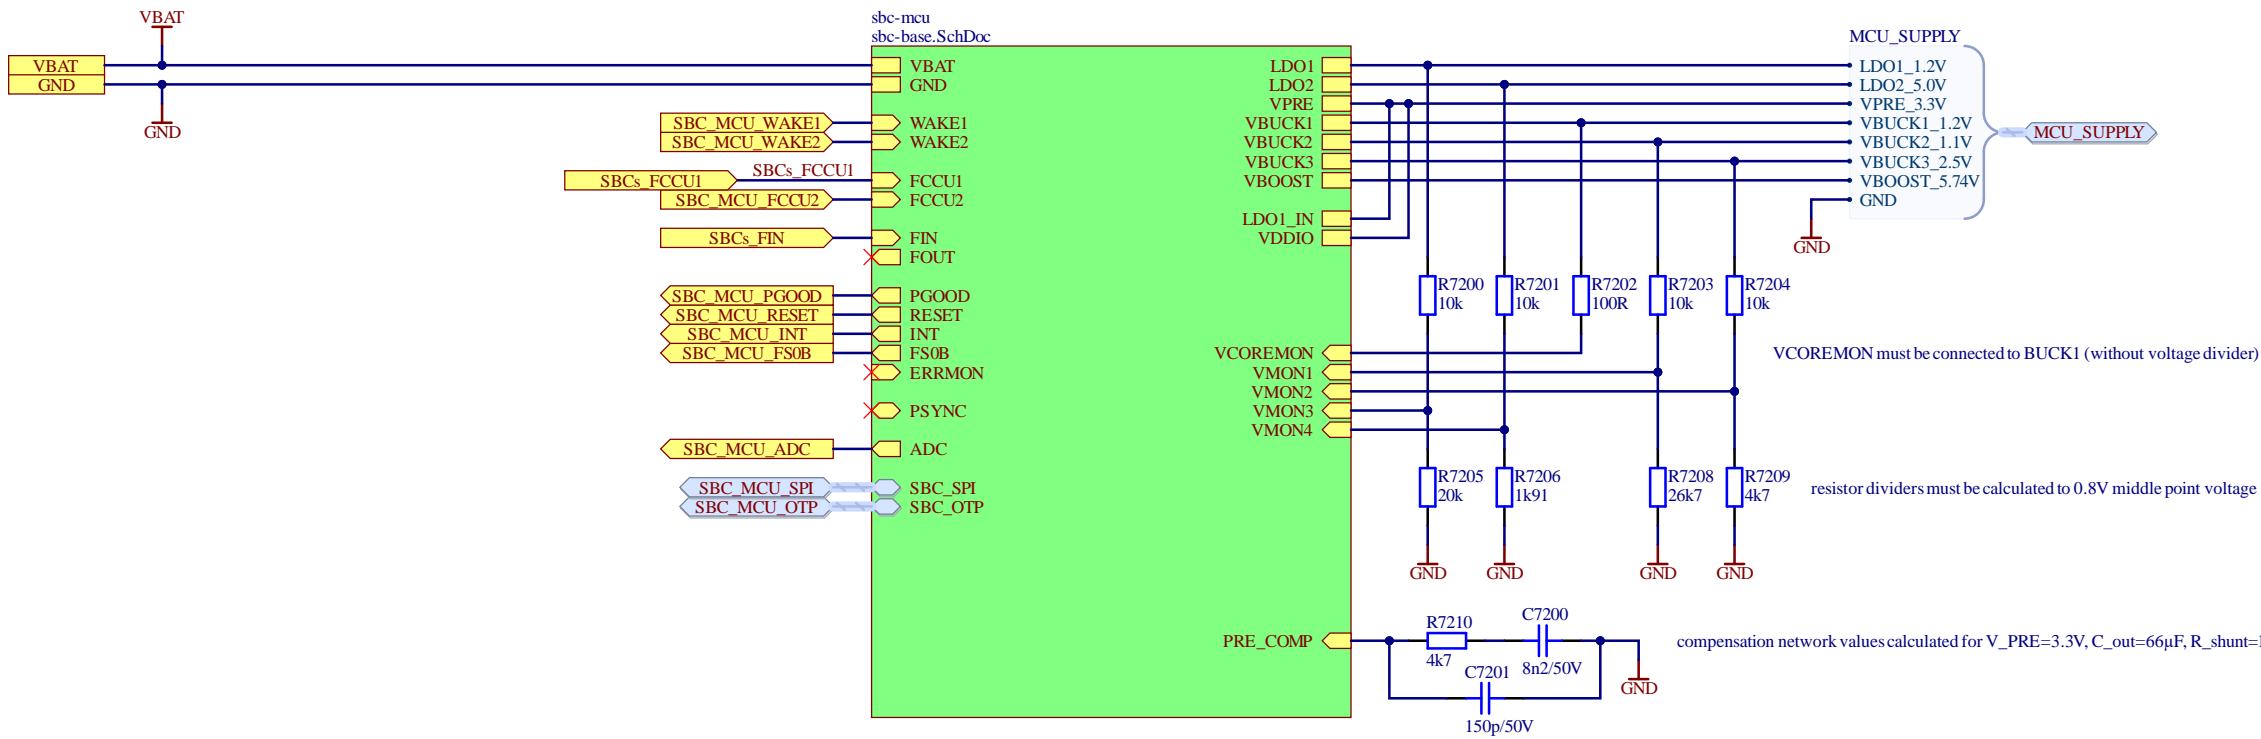 sbc-mcu
sbc-base.SchDoc
VBAT
VBAT
GND
GND
VBAT
GND
SBC_MCU_WAKE1
WAKE1
SBC_MCU_WAKE2
WAKE2
SBCs_FCCU1
SBCs_FCCU1
FCCU1
SBC_MCU_FCCU2
FCCU2
SBCs_FIN
FIN
FOUT
SBC_MCU_PGOOD
PGOOD
SBC_MCU_RESET
RESET
SBC_MCU_INT
INT
SBC_MCU_FS0B
FS0B
ERRMON
PSYNC
SBC_MCU_ADC
ADC
SBC_MCU_SPI
SBC_SPI
SBC_MCU_OTP
SBC_OTP
LDO1
LDO2
VPRE
VBUCK1
VBUCK2
VBUCK3
VBOOST
LDO1_IN
VDDIO
VCOREMON
VMON1
VMON2
VMON3
VMON4
PRE_COMP
MCU_SUPPLY
LDO1_1.2V
LDO2_5.0V
VPRE_3.3V
VBUCK1_1.2V
VBUCK2_1.1V
VBUCK3_2.5V
VBOOST_5.74V
GND
MCU_SUPPLY
GND
R7200
10k
R7201
10k
R7202
100R
R7203
10k
R7204
10k
VCOREMON must be connected to BUCK1 (without voltage divider)
R7205
20k
R7206
1k91
R7208
26k7
R7209
4k7
resistor dividers must be calculated to 0.8V middle point voltage
GND
GND
GND
GND
R7210
4k7
C7200
8n2/50V
C7201
150p/50V
GND
compensation network values calculated for V_PRE=3.3V, C_out=66µF, R_shunt=